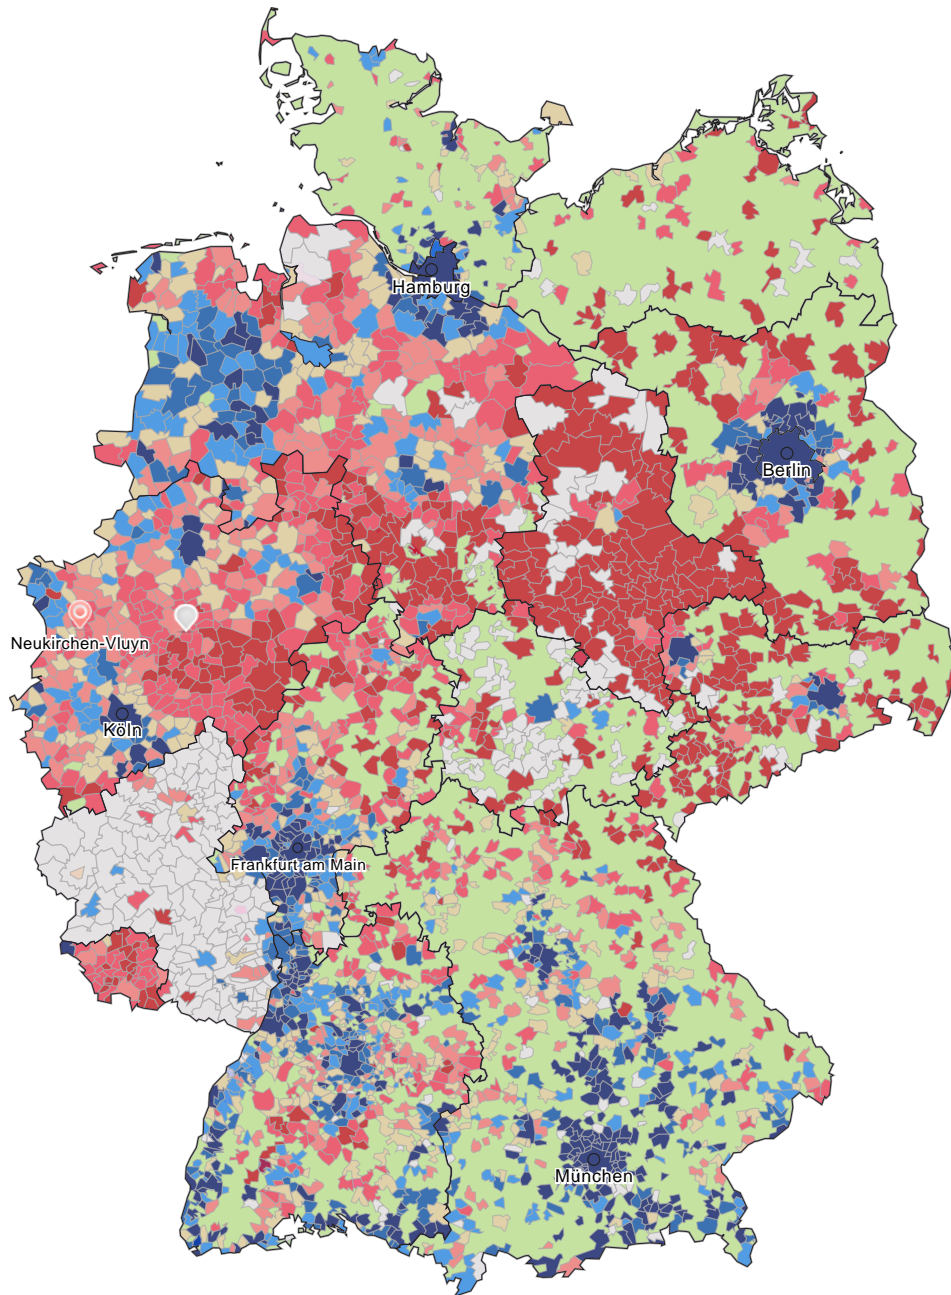 Hamburg
Berlin
Neukirchen-Vluyn
Köln
Frankfurt am Main
München